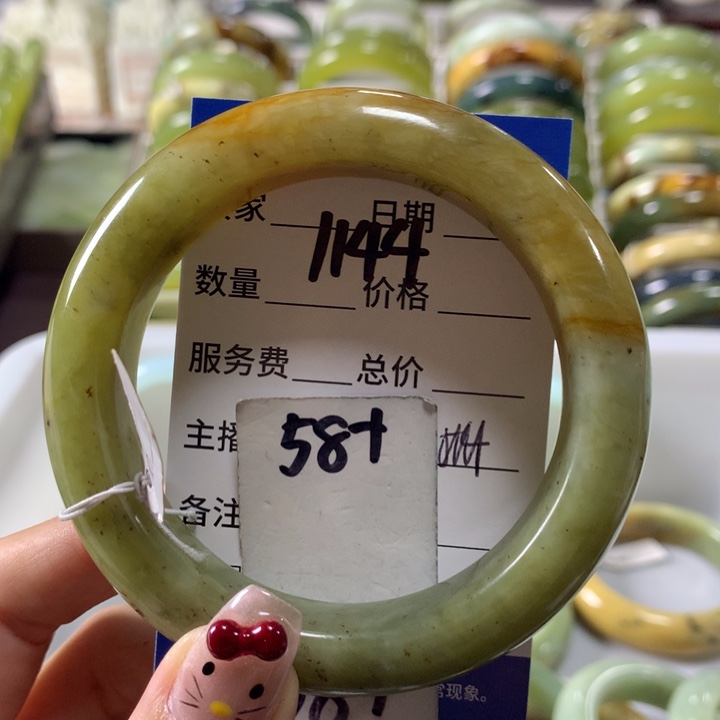 家 日期
1144
数量 价格
服务费 总价
主播
58+
备注
现象。